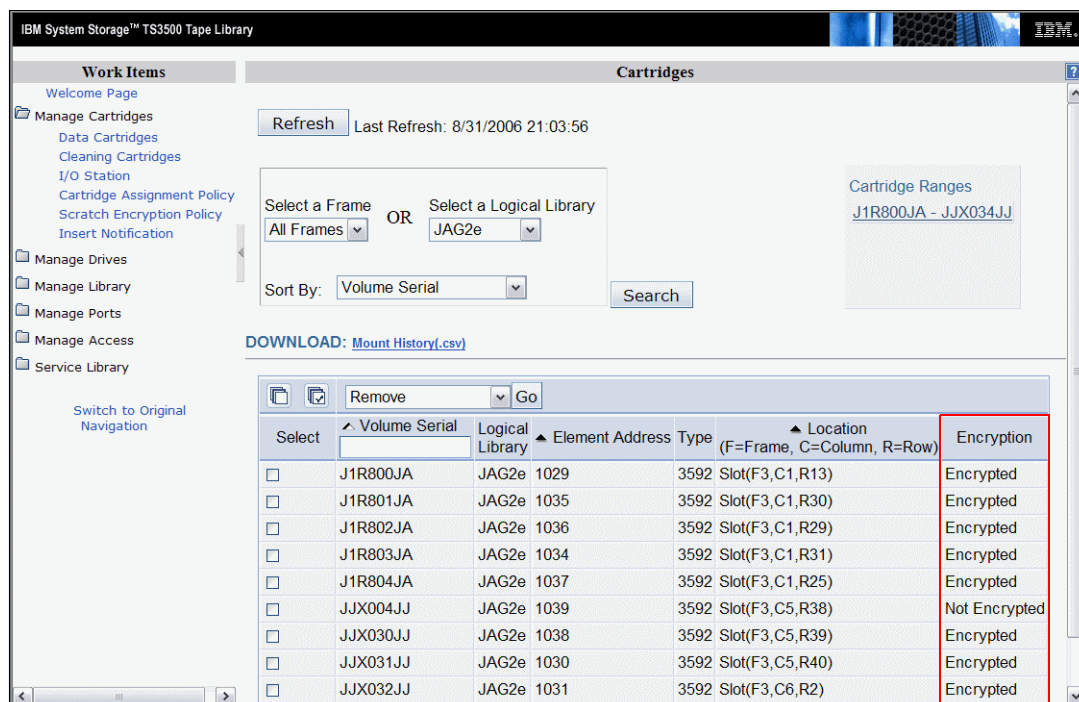 IBM System Storage™ TS3500 Tape Library
IBM.
Work Items
Welcome Page
Manage Cartridges
Data Cartridges
Cleaning Cartridges
I/O Station
Cartridge Assignment Policy
Scratch Encryption Policy
Insert Notification
Manage Drives
Manage Library
Manage Ports
Manage Access
Service Library
Switch to Original
Navigation
Cartridges
?
Refresh Last Refresh: 8/31/2006 21:03:56
Select a Frame OR Select a Logical Library
All Frames JAG2e
Sort By: Volume Serial Search
Cartridge Ranges
J1R800JA - JJX034JJ
DOWNLOAD: Mount History(.csv)
Remove Go
Select Volume Serial Logical Library Element Address Type Location (F=Frame, C=Column, R=Row) Encryption
J1R800JA JAG2e 1029 3592 Slot(F3,C1,R13) Encrypted
J1R801JA JAG2e 1035 3592 Slot(F3,C1,R30) Encrypted
J1R802JA JAG2e 1036 3592 Slot(F3,C1,R29) Encrypted
J1R803JA JAG2e 1034 3592 Slot(F3,C1,R31) Encrypted
J1R804JA JAG2e 1037 3592 Slot(F3,C1,R25) Encrypted
JJX004JJ JAG2e 1039 3592 Slot(F3,C5,R38) Not Encrypted
JJX030JJ JAG2e 1038 3592 Slot(F3,C5,R39) Encrypted
JJX031JJ JAG2e 1030 3592 Slot(F3,C5,R40) Encrypted
JJX032JJ JAG2e 1031 3592 Slot(F3,C6,R2) Encrypted